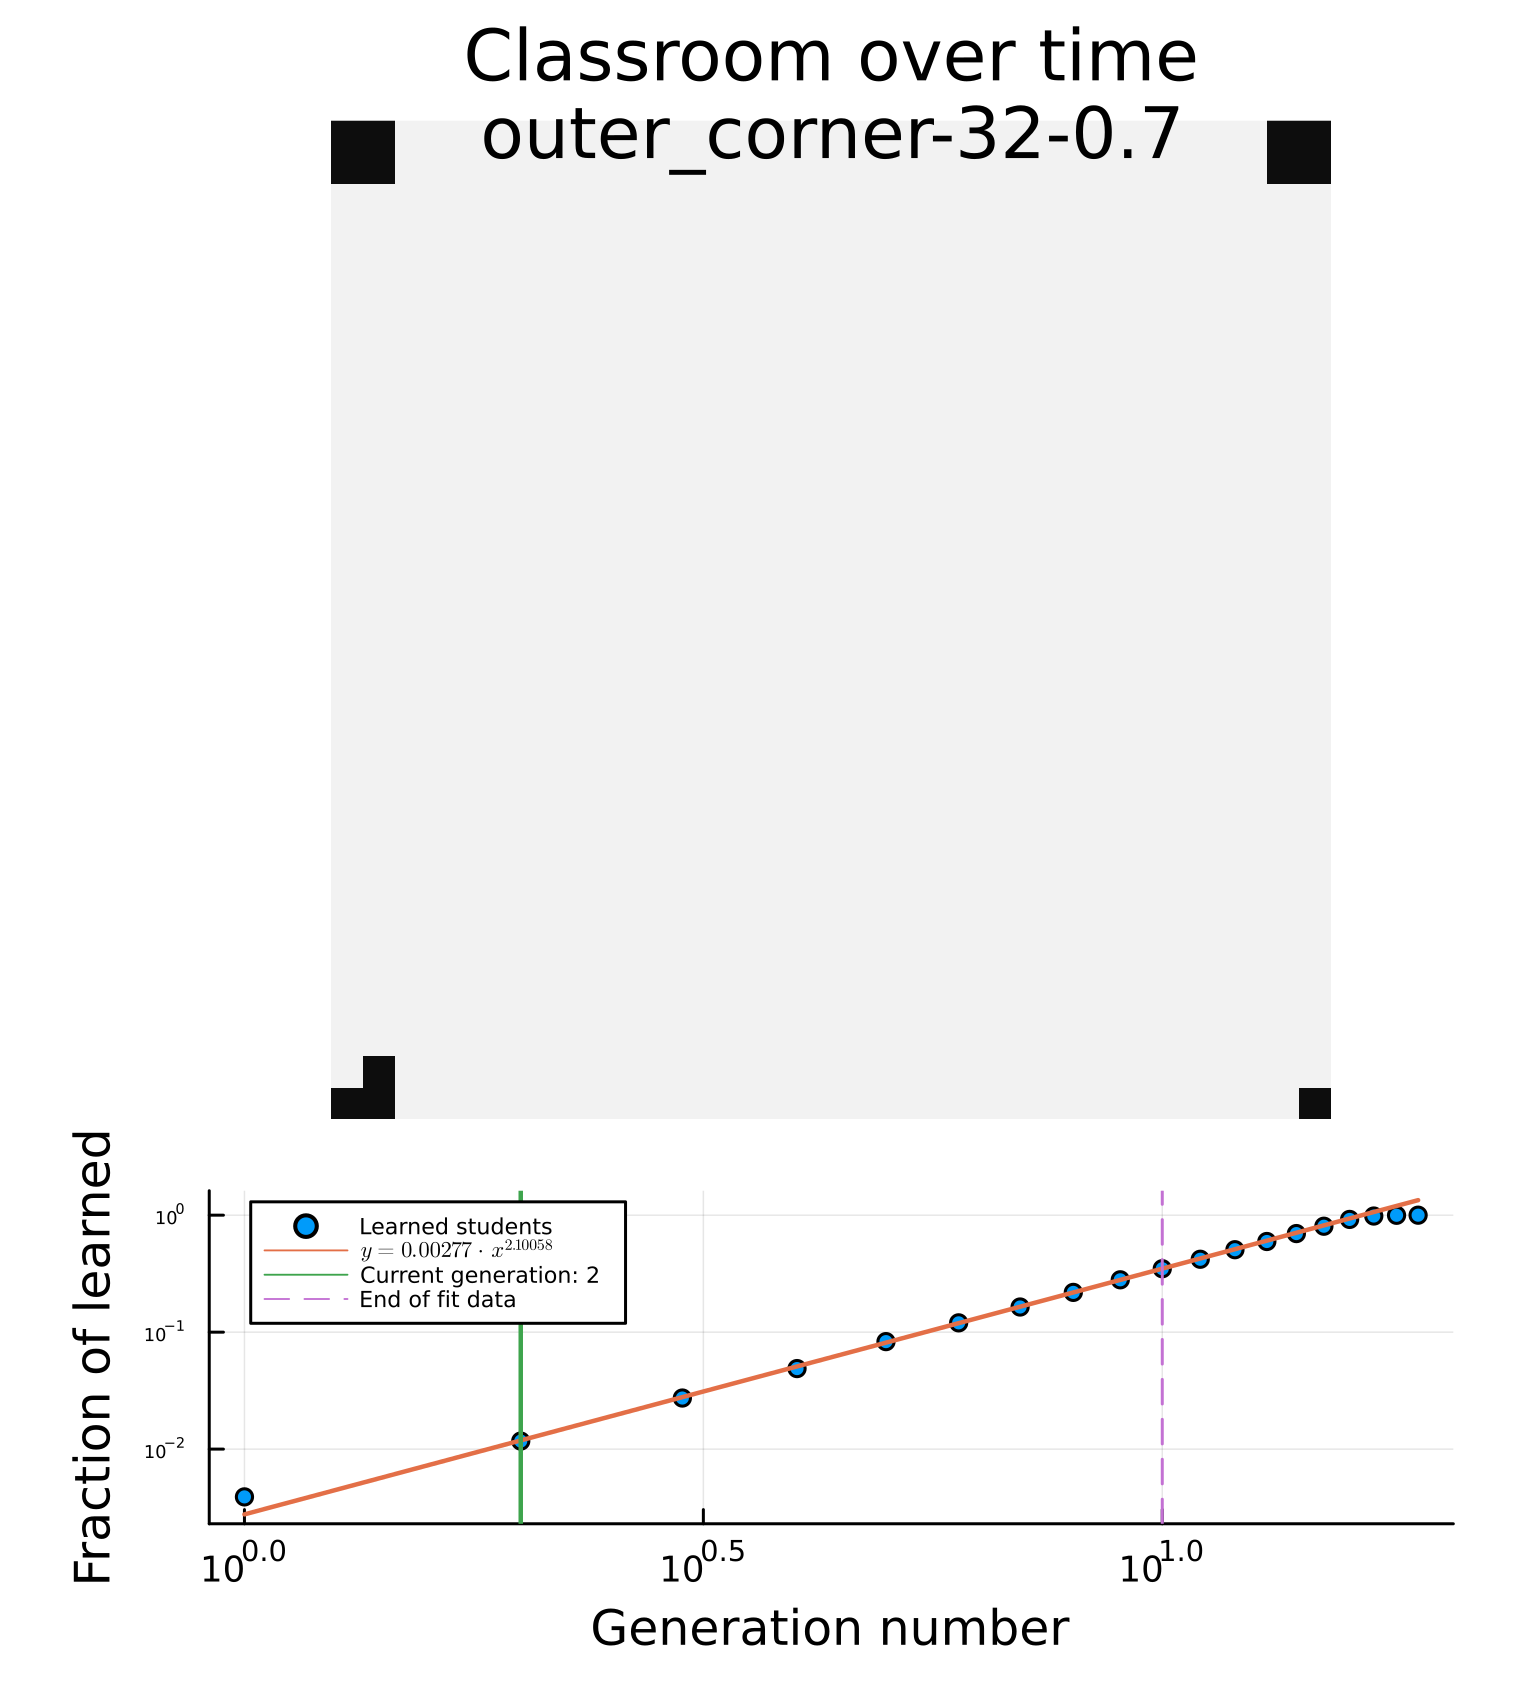 Classroom over time
outer_corner-32-0.7
Fraction of learned
10^0
10^−1
10^−2
Learned students
y = 0.00277 · x^2.10058
Current generation: 2
End of fit data
10^0.0 10^0.5 10^1.0
Generation number